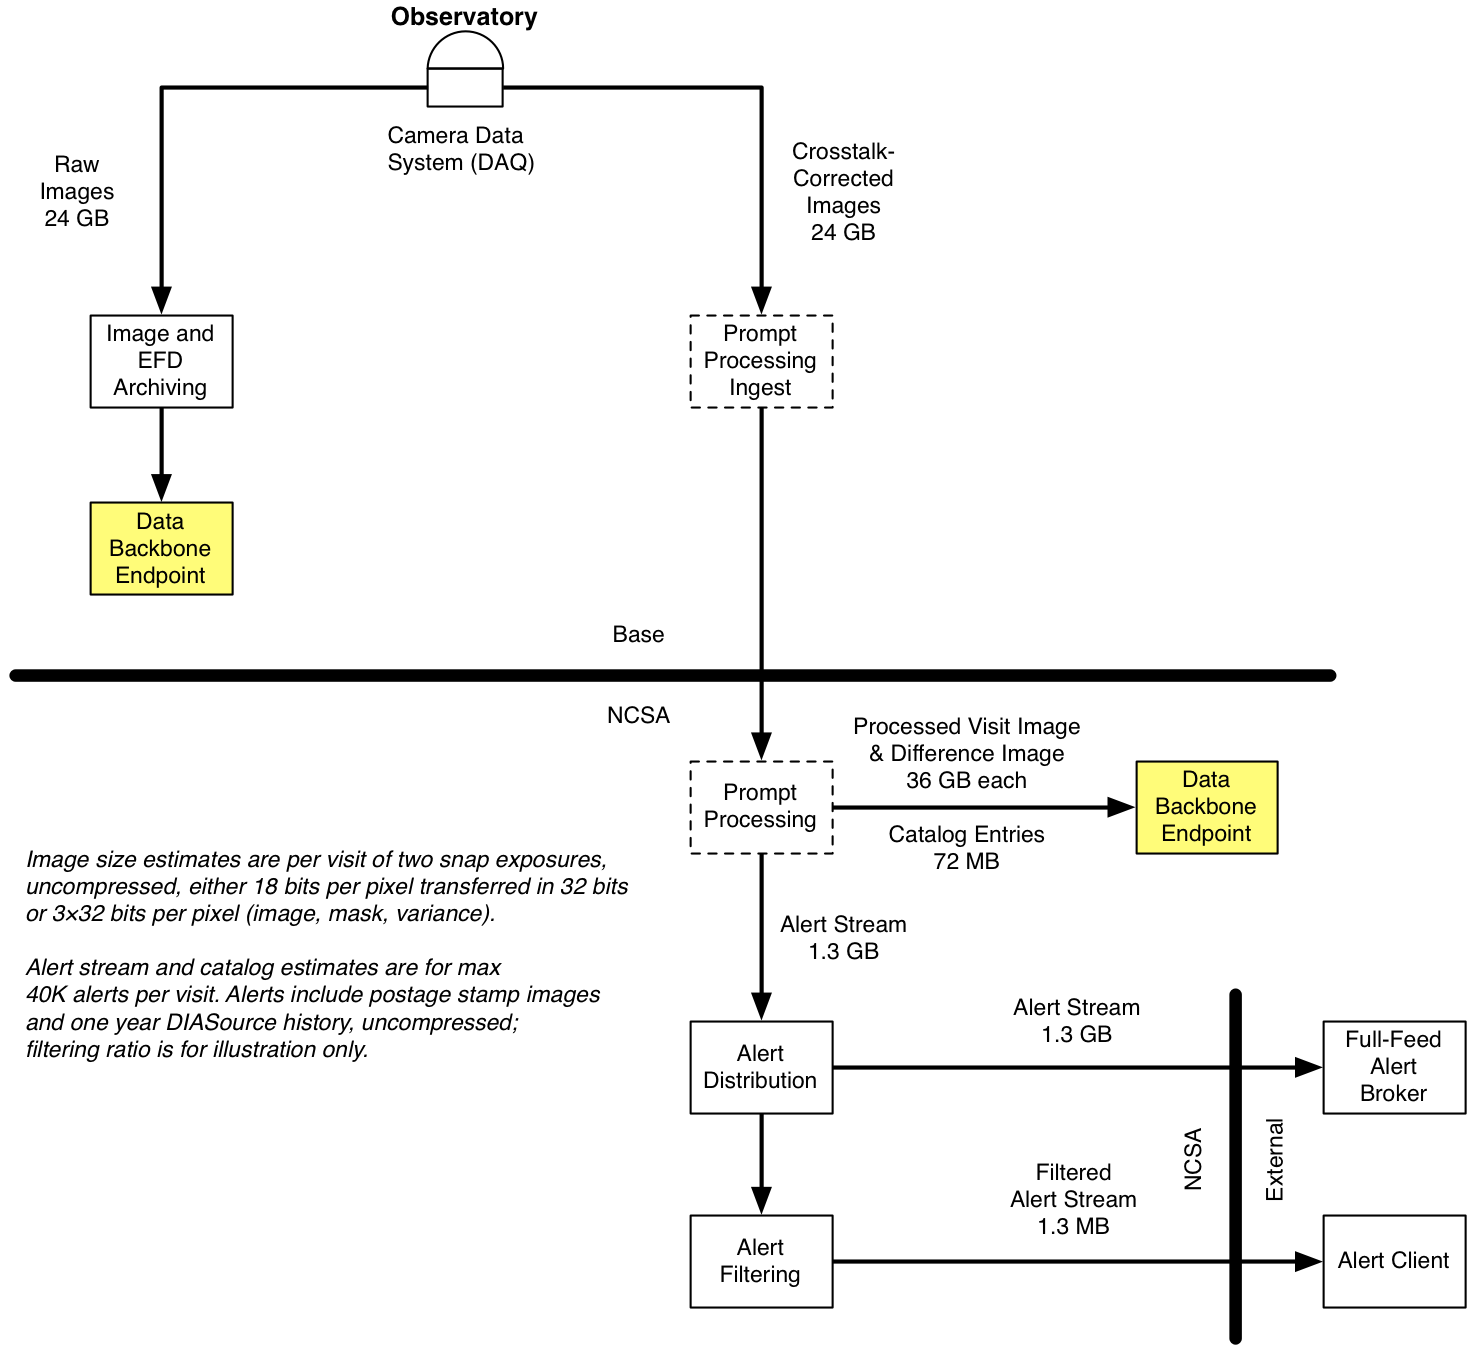 Observatory
Camera Data
System (DAQ)
Raw
Images
24 GB
Crosstalk-
Corrected
Images
24 GB
Image and
EFD
Archiving
Prompt
Processing
Ingest
Data
Backbone
Endpoint
Base
NCSA
Processed Visit Image
& Difference Image
36 GB each
Prompt
Processing
Data
Backbone
Endpoint
Catalog Entries
72 MB
Image size estimates are per visit of two snap exposures,
uncompressed, either 18 bits per pixel transferred in 32 bits
or 3×32 bits per pixel (image, mask, variance).
Alert stream and catalog estimates are for max
40K alerts per visit. Alerts include postage stamp images
and one year DIASource history, uncompressed;
filtering ratio is for illustration only.
Alert Stream
1.3 GB
Alert Stream
1.3 GB
Alert
Distribution
Full-Feed
Alert
Broker
NCSA
External
Filtered
Alert Stream
1.3 MB
Alert
Filtering
Alert Client